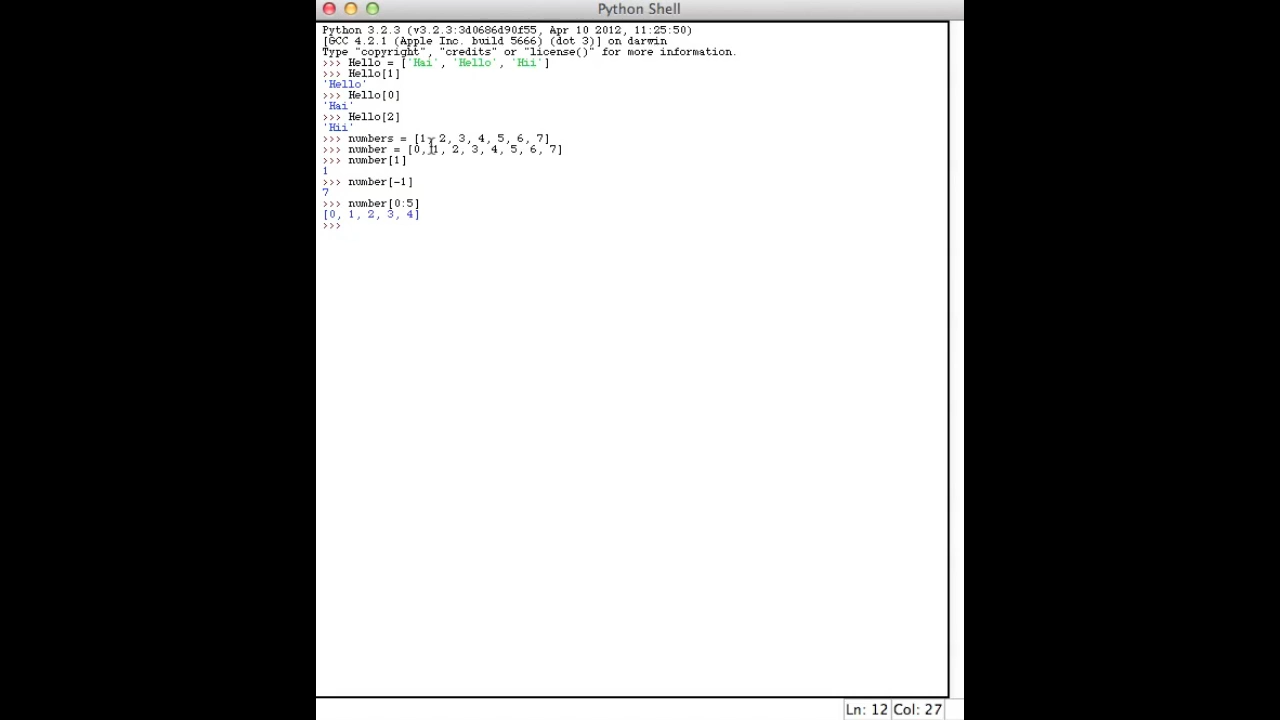 Python Shell
Python 3.2.3 (v3.2.3:3d0686d90f55, Apr 10 2012, 11:25:50)
[GCC 4.2.1 (Apple Inc. build 5666) (dot 3)] on darwin
Type "copyright", "credits" or "license()" for more information.
>>> Hello = ['Hai', 'Hello', 'Hii']
>>> Hello[1]
'Hello'
>>> Hello[0]
'Hai'
>>> Hello[2]
'Hii'
>>> numbers = [1, 2, 3, 4, 5, 6, 7]
>>> number = [0, 1, 2, 3, 4, 5, 6, 7]
>>> number[1]
1
>>> number[-1]
7
>>> number[0:5]
[0, 1, 2, 3, 4]
>>>
Ln: 12 Col: 27